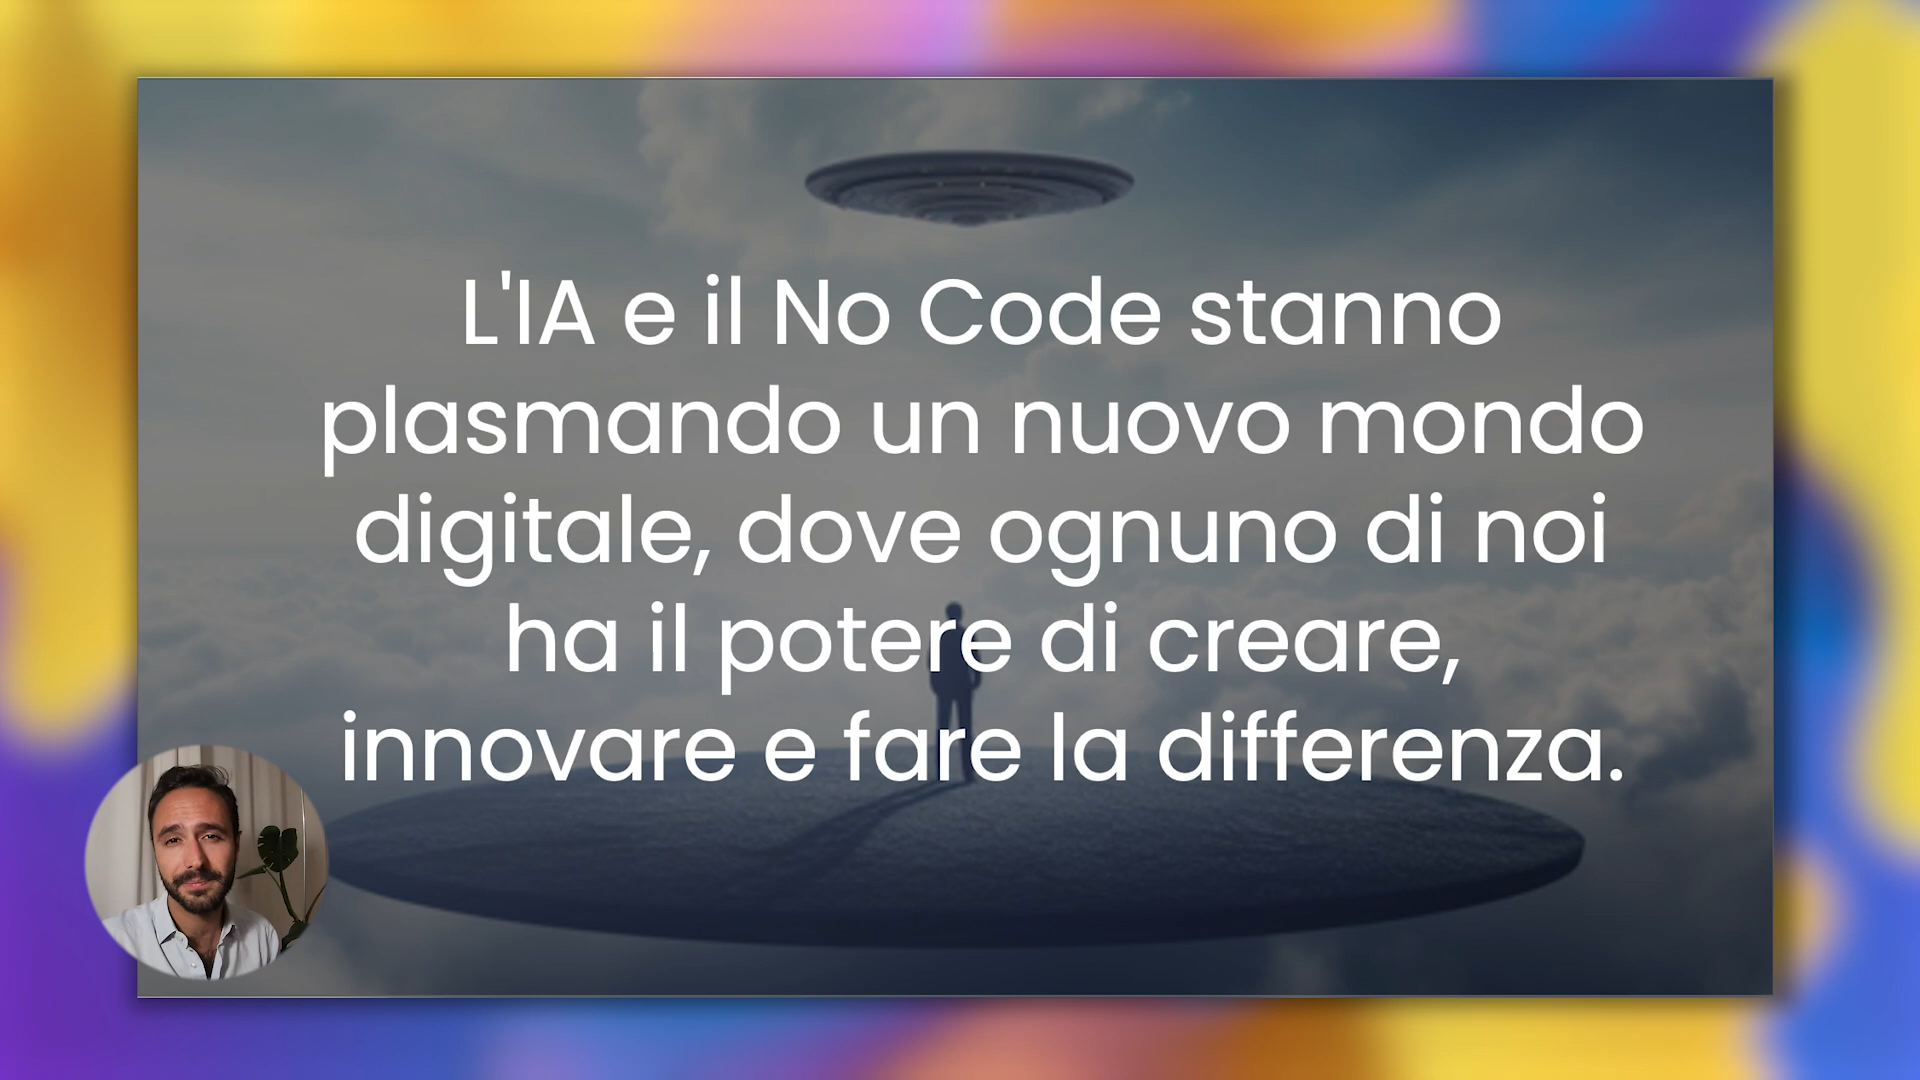 L'IA e il No Code stanno
plasmando un nuovo mondo
digitale, dove ognuno di noi
ha il potere di creare,
innovare e fare la differenza.